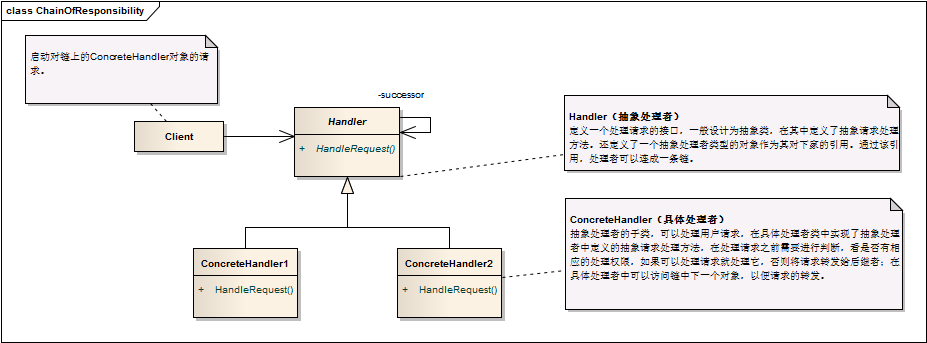 class ChainOfResponsibility
启动对链上的ConcreteHandler对象的请
求。
-successor
Client
Handler
+ HandleRequest()
Handler（抽象处理者）
定义一个处理请求的接口，一般设计为抽象类，在其中定义了抽象请求处理
方法。还定义了一个抽象处理者类型的对象作为其对下家的引用。通过该引
用，处理者可以连成一条链。
ConcreteHandler（具体处理者）
抽象处理者的子类，可以处理用户请求，在具体处理者类中实现了抽象处理
者中定义的抽象请求处理方法，在处理请求之前需要进行判断，看是否有相
应的处理权限，如果可以处理请求就处理它，否则将请求转发给后继者；在
具体处理者中可以访问链中下一个对象，以便请求的转发。
ConcreteHandler1
+ HandleRequest()
ConcreteHandler2
+ HandleRequest()